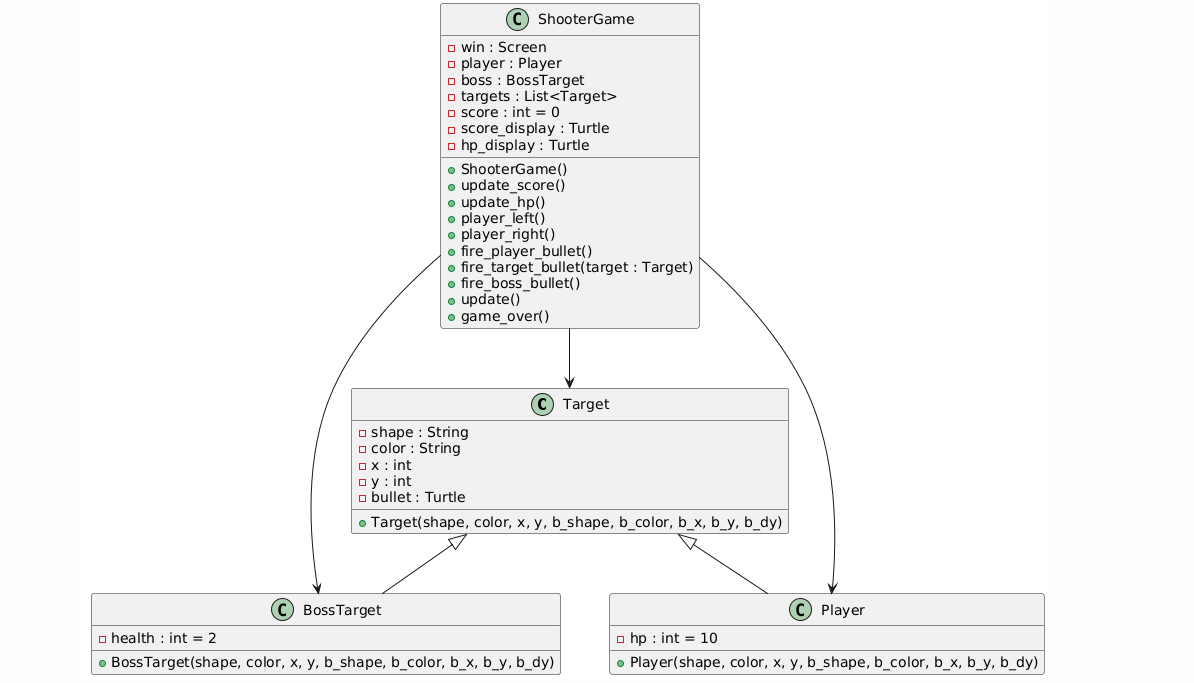 C ShooterGame
win : Screen
player : Player
boss : BossTarget
targets : List<Target>
score : int = 0
score_display : Turtle
hp_display : Turtle
ShooterGame()
update_score()
update_hp()
player_left()
player_right()
fire_player_bullet()
fire_target_bullet(target : Target)
fire_boss_bullet()
update()
game_over()
C Target
shape : String
color : String
x : int
y : int
bullet : Turtle
Target(shape, color, x, y, b_shape, b_color, b_x, b_y, b_dy)
C BossTarget
health : int = 2
BossTarget(shape, color, x, y, b_shape, b_color, b_x, b_y, b_dy)
C Player
hp : int = 10
Player(shape, color, x, y, b_shape, b_color, b_x, b_y, b_dy)